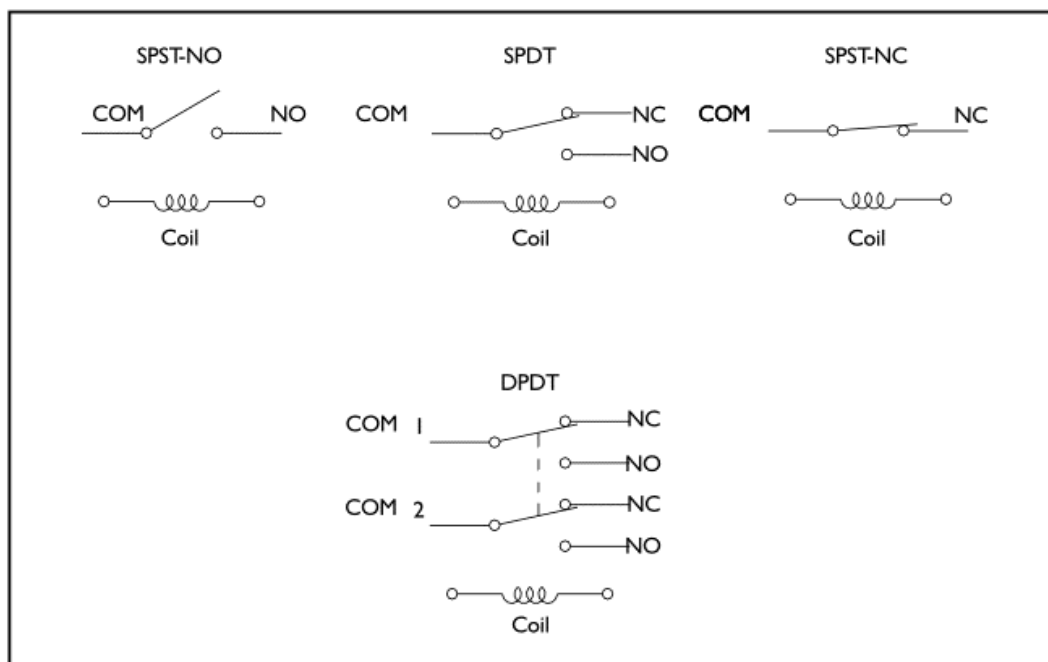 SPST-NO
SPDT
SPST-NC
COM NO
COM NC
NO
COM NC
Coil
Coil
Coil
DPDT
COM 1 NC
NO
COM 2 NC
NO
Coil